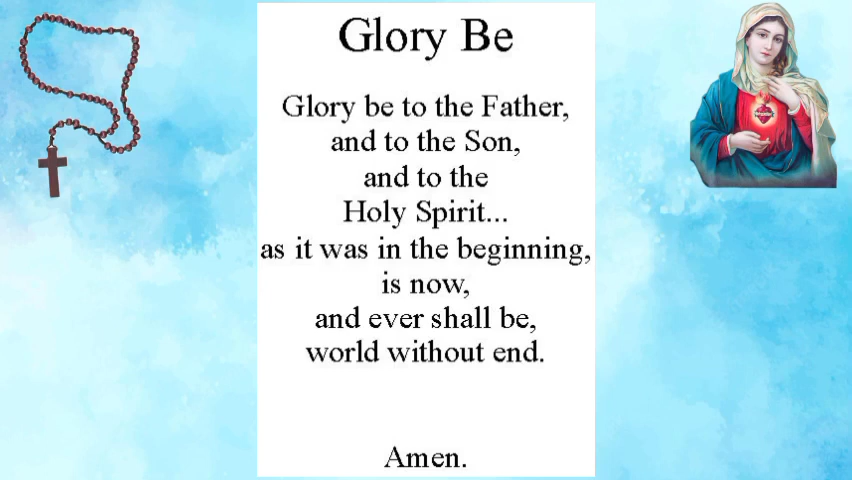 Glory Be
Glory be to the Father,
and to the Son,
and to the
Holy Spirit...
as it was in the beginning,
is now,
and ever shall be,
world without end.
Amen.